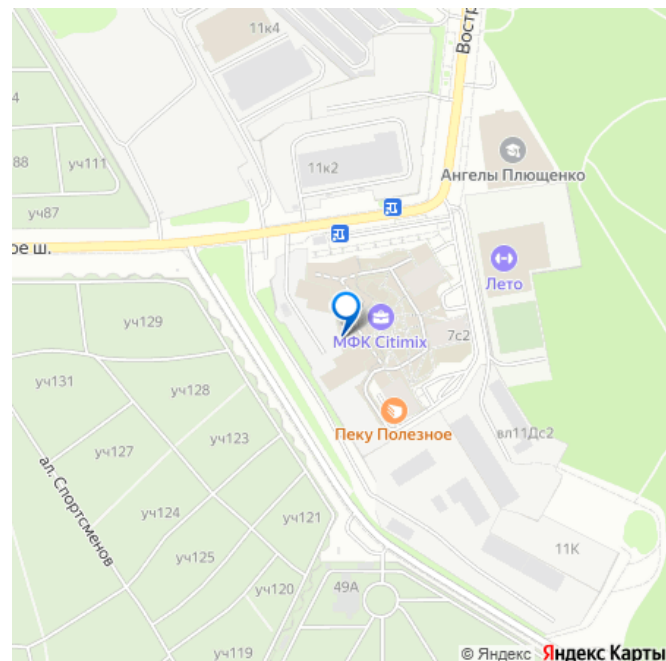 11к4
Востр
4
88
уч111
11к2
Ангелы Плющенко
уч87
ое ш.
Лето
уч129
МФК Citimix
7с2
уч131
уч128
Пеку Полезное
вл11Дс2
уч127
уч123
ал. Спортсменов
уч124
уч121
уч125
11К
уч120
49А
уч119
© Яндекс Яндекс Карты